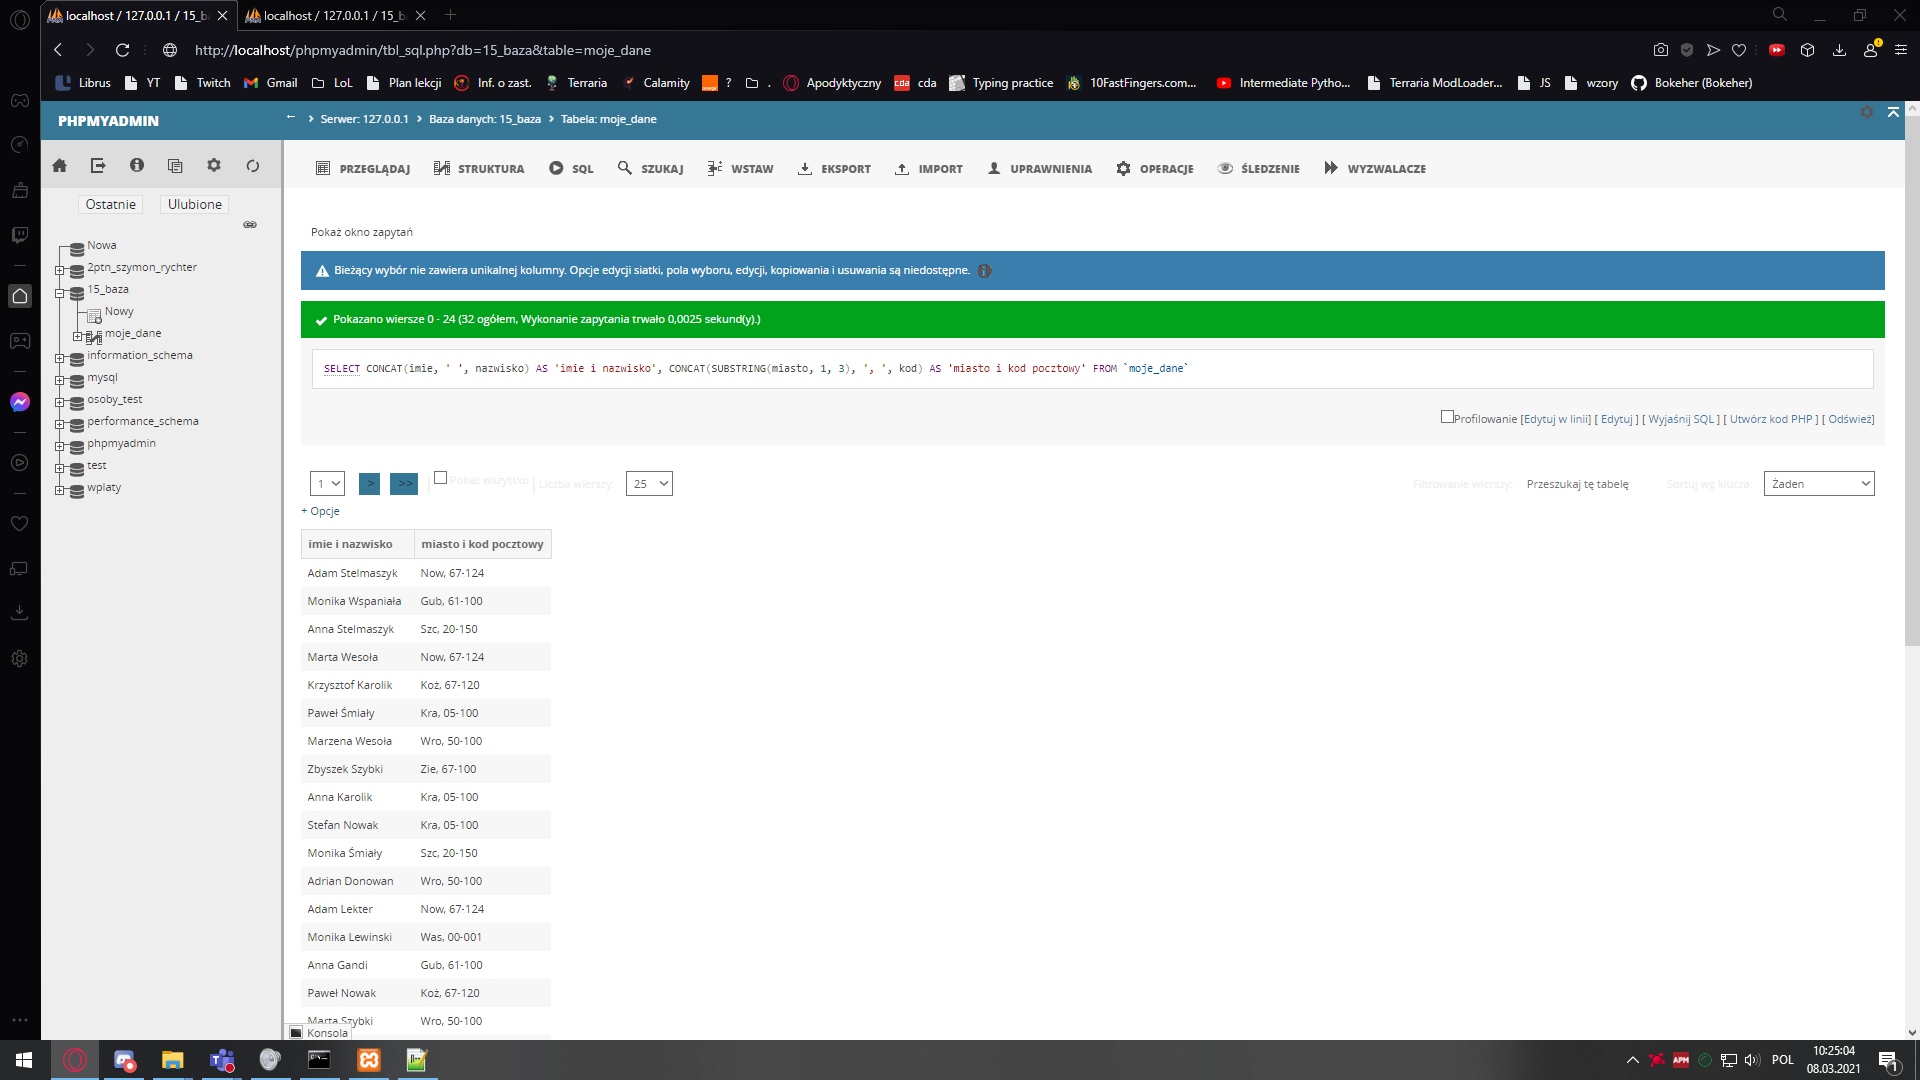 localhost / 127.0.0.1 / 15_b
localhost / 127.0.0.1 / 15_b
http://localhost/phpmyadmin/tbl_sql.php?db=15_baza&table=moje_dane
Librus YT Twitch Gmail LoL Plan lekcji Inf. o zast. Terraria Calamity ? . Apodyktyczny cda cda Typing practice 10FastFingers.com... Intermediate Pytho... Terraria ModLoader... JS wzory Bokeher (Bokeher)
PHPMYADMIN
Serwer: 127.0.0.1 › Baza danych: 15_baza › Tabela: moje_dane
PRZEGLĄDAJ STRUKTURA SQL SZUKAJ WSTAW EKSPORT IMPORT UPRAWNIENIA OPERACJE ŚLEDZENIE WYZWALACZE
Ostatnie Ulubione
Nowa
2ptn_szymon_rychter
15_baza
Nowy
moje_dane
information_schema
mysql
osoby_test
performance_schema
phpmyadmin
test
wplaty
Pokaż okno zapytań
Bieżący wybór nie zawiera unikalnej kolumny. Opcje edycji siatki, pola wyboru, edycji, kopiowania i usuwania są niedostępne.
Pokazano wiersze 0 - 24 (32 ogółem, Wykonanie zapytania trwało 0,0025 sekund(y).)
SELECT CONCAT(imie, ' ', nazwisko) AS 'imie i nazwisko', CONCAT(SUBSTRING(miasto, 1, 3), ', ', kod) AS 'miasto i kod pocztowy' FROM `moje_dane`
Profilowanie [Edytuj w linii] [ Edytuj ] [ Wyjaśnij SQL ] [ Utwórz kod PHP ] [ Odśwież]
1 > >> Pokaż wszystko Liczba wierszy: 25 Filtrowanie wierszy: Przeszukaj tę tabelę Sortuj wg klucza: Żaden
+ Opcje
imie i nazwisko miasto i kod pocztowy
Adam Stelmaszyk Now, 67-124
Monika Wspaniała Gub, 61-100
Anna Stelmaszyk Szc, 20-150
Marta Wesoła Now, 67-124
Krzysztof Karolik Koż, 67-120
Paweł Śmiały Kra, 05-100
Marzena Wesoła Wro, 50-100
Zbyszek Szybki Zie, 67-100
Anna Karolik Kra, 05-100
Stefan Nowak Kra, 05-100
Monika Śmiały Szc, 20-150
Adrian Donowan Wro, 50-100
Adam Lekter Now, 67-124
Monika Lewinski Was, 00-001
Anna Gandi Gub, 61-100
Paweł Nowak Koż, 67-120
Marta Szybki Wro, 50-100
Konsola
APM POL 10:25:04
08.03.2021
1